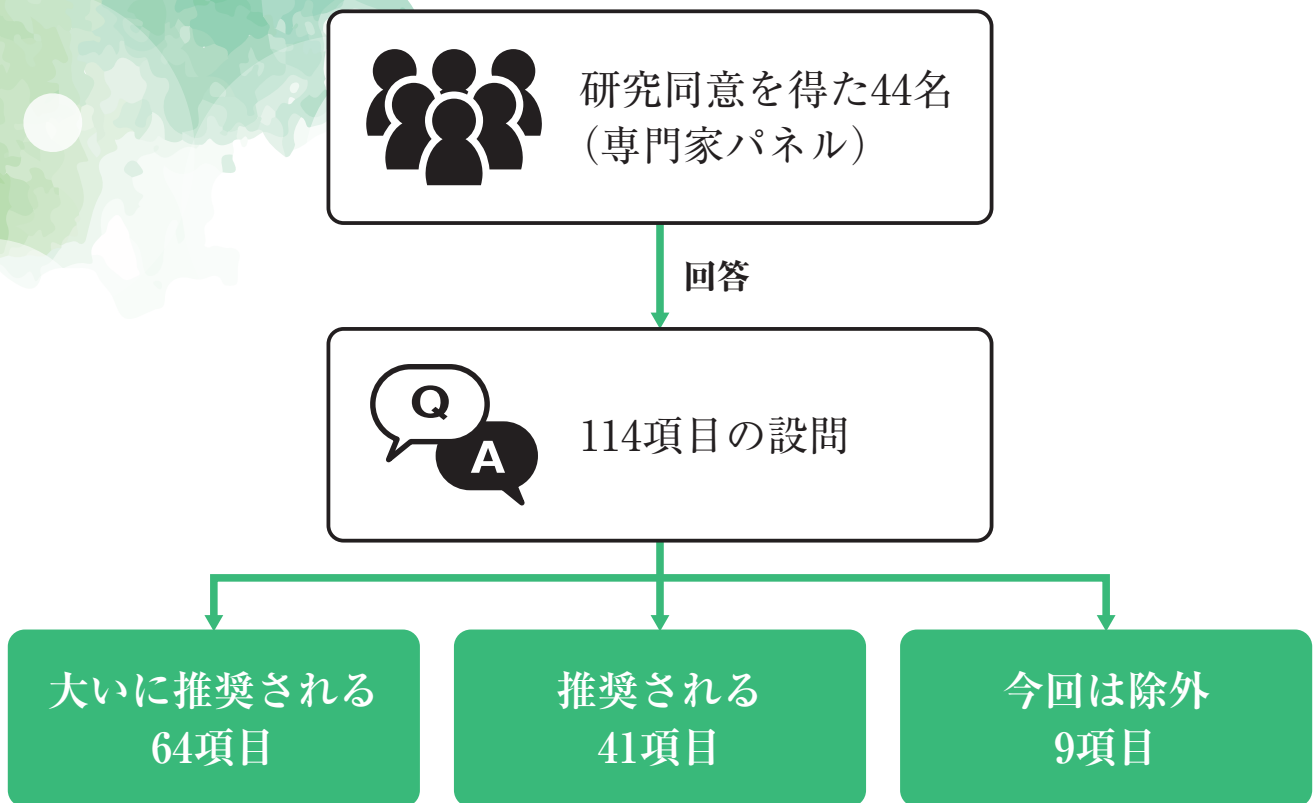 研究同意を得た44名
（専門家パネル）
回答
Q
A
114項目の設問
大いに推奨される
64項目
推奨される
41項目
今回は除外
9項目